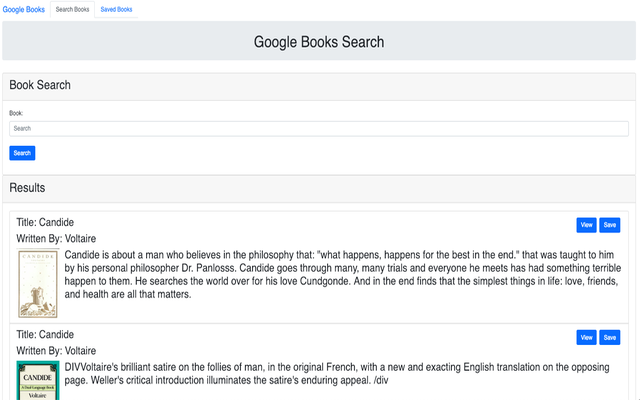 Google Books Search Books Saved Books
Google Books Search
Book Search
Book:
Search
Search
Results
Title: Candide
View Save
Written By: Voltaire
CANDIDE
Candide is about a man who believes in the philosophy that: "what happens, happens for the best in the end." that was taught to him
by his personal philosopher Dr. Panlosss. Candide goes through many, many trials and everyone he meets has had something terrible
happen to them. He searches the world over for his love Cundgonde. And in the end finds that the simplest things in life: love, friends,
and health are all that matters.
Title: Candide
View Save
Written By: Voltaire
DIVVoltaire's brilliant satire on the follies of man, in the original French, with a new and exacting English translation on the opposing
page. Weller's critical introduction illuminates the satire's enduring appeal. /div
CANDIDE
A Dual-Language Book
Voltaire